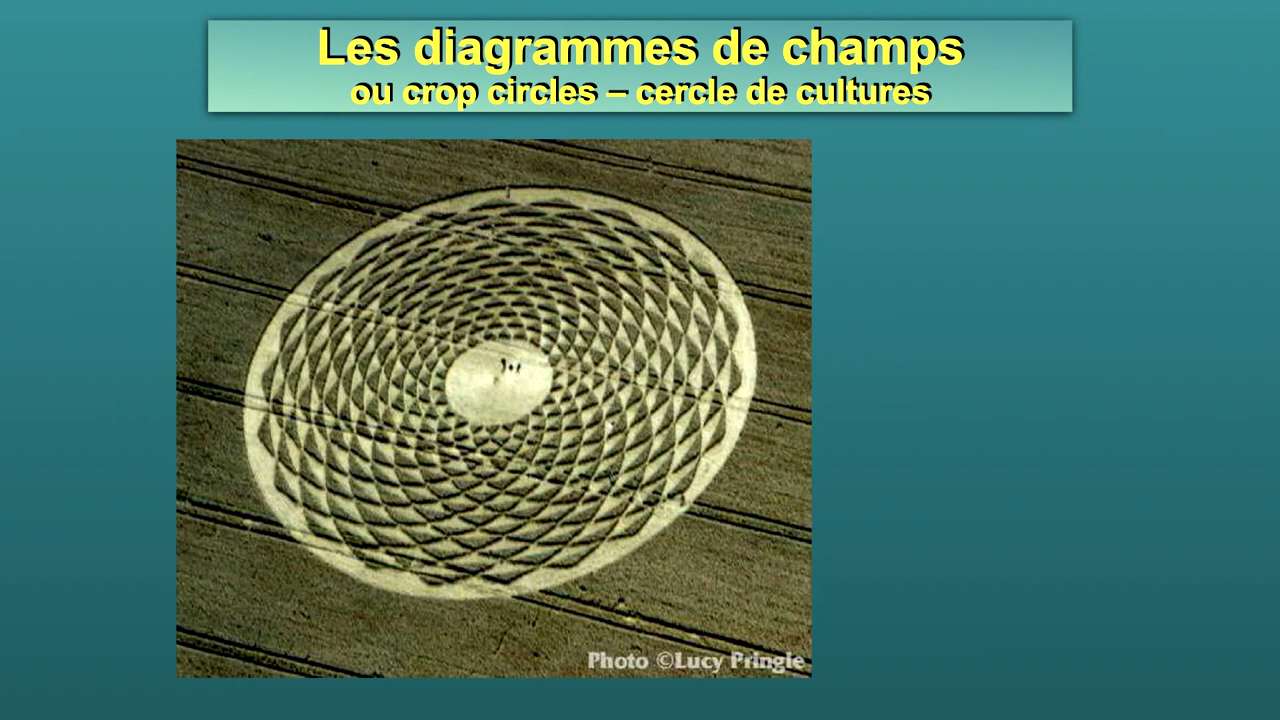 Les diagrammes de champs
ou crop circles – cercle de cultures
Photo ©Lucy Pringle